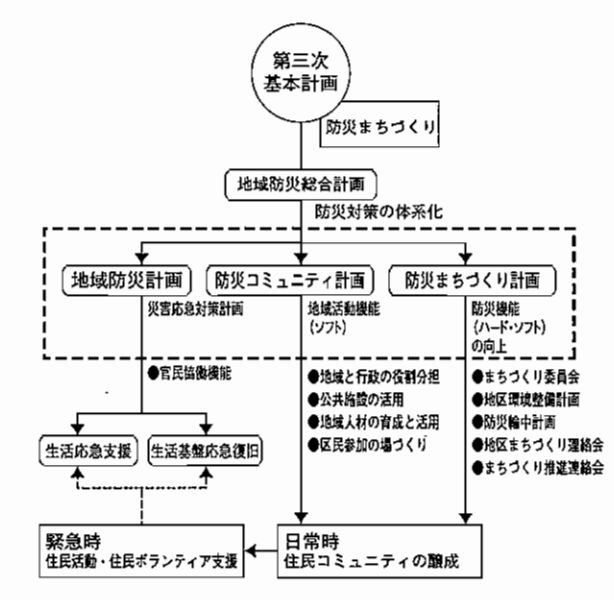 第三次
基本計画
防災まちづくり
地域防災総合計画
防災対策の体系化
地域防災計画
防災コミュニティ計画
防災まちづくり計画
災害応急対策計画
地域活動機能
(ソフト)
防災機能
(ハード・ソフト)
の向上
●官民協働機能
●地域と行政の役割分担
●公共施設の活用
●地域人材の育成と活用
●区民参加の場づくり
●まちづくり委員会
●地区環境整備計画
●防災輪中計画
●地区まちづくり連絡会
●まちづくり推進連絡会
生活応急支援
生活基盤応急復旧
緊急時
住民活動・住民ボランティア支援
日常時
住民コミュニティの醸成